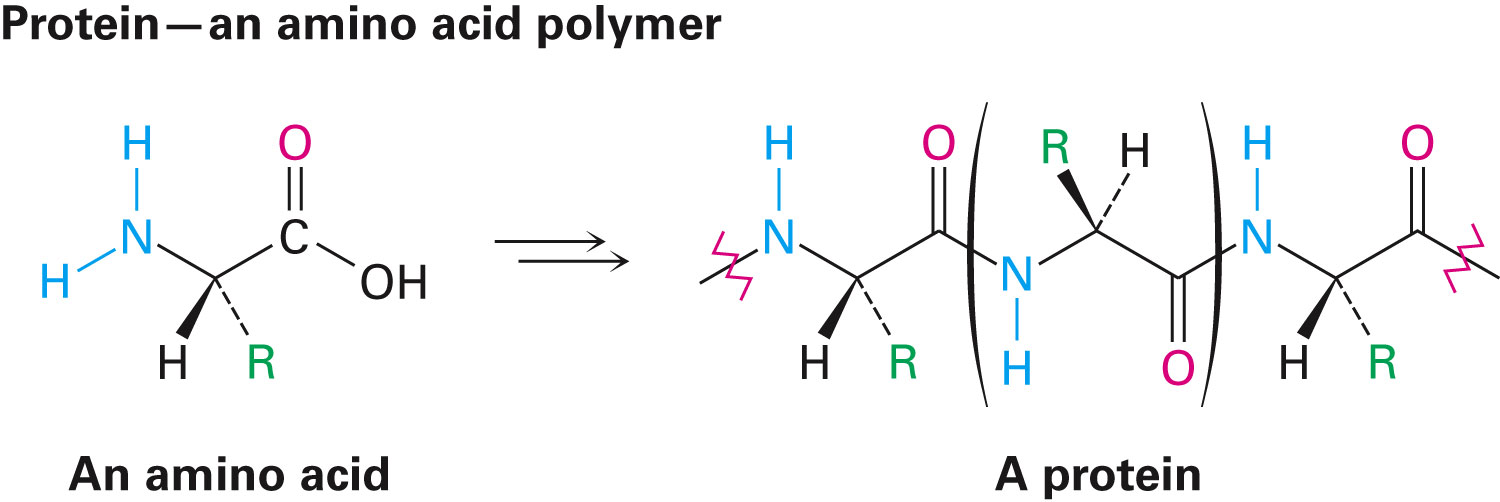 Protein—an amino acid polymer
H O O R H H O
H
N C N N
H OH N
H R H R H R
H O
An amino acid A protein